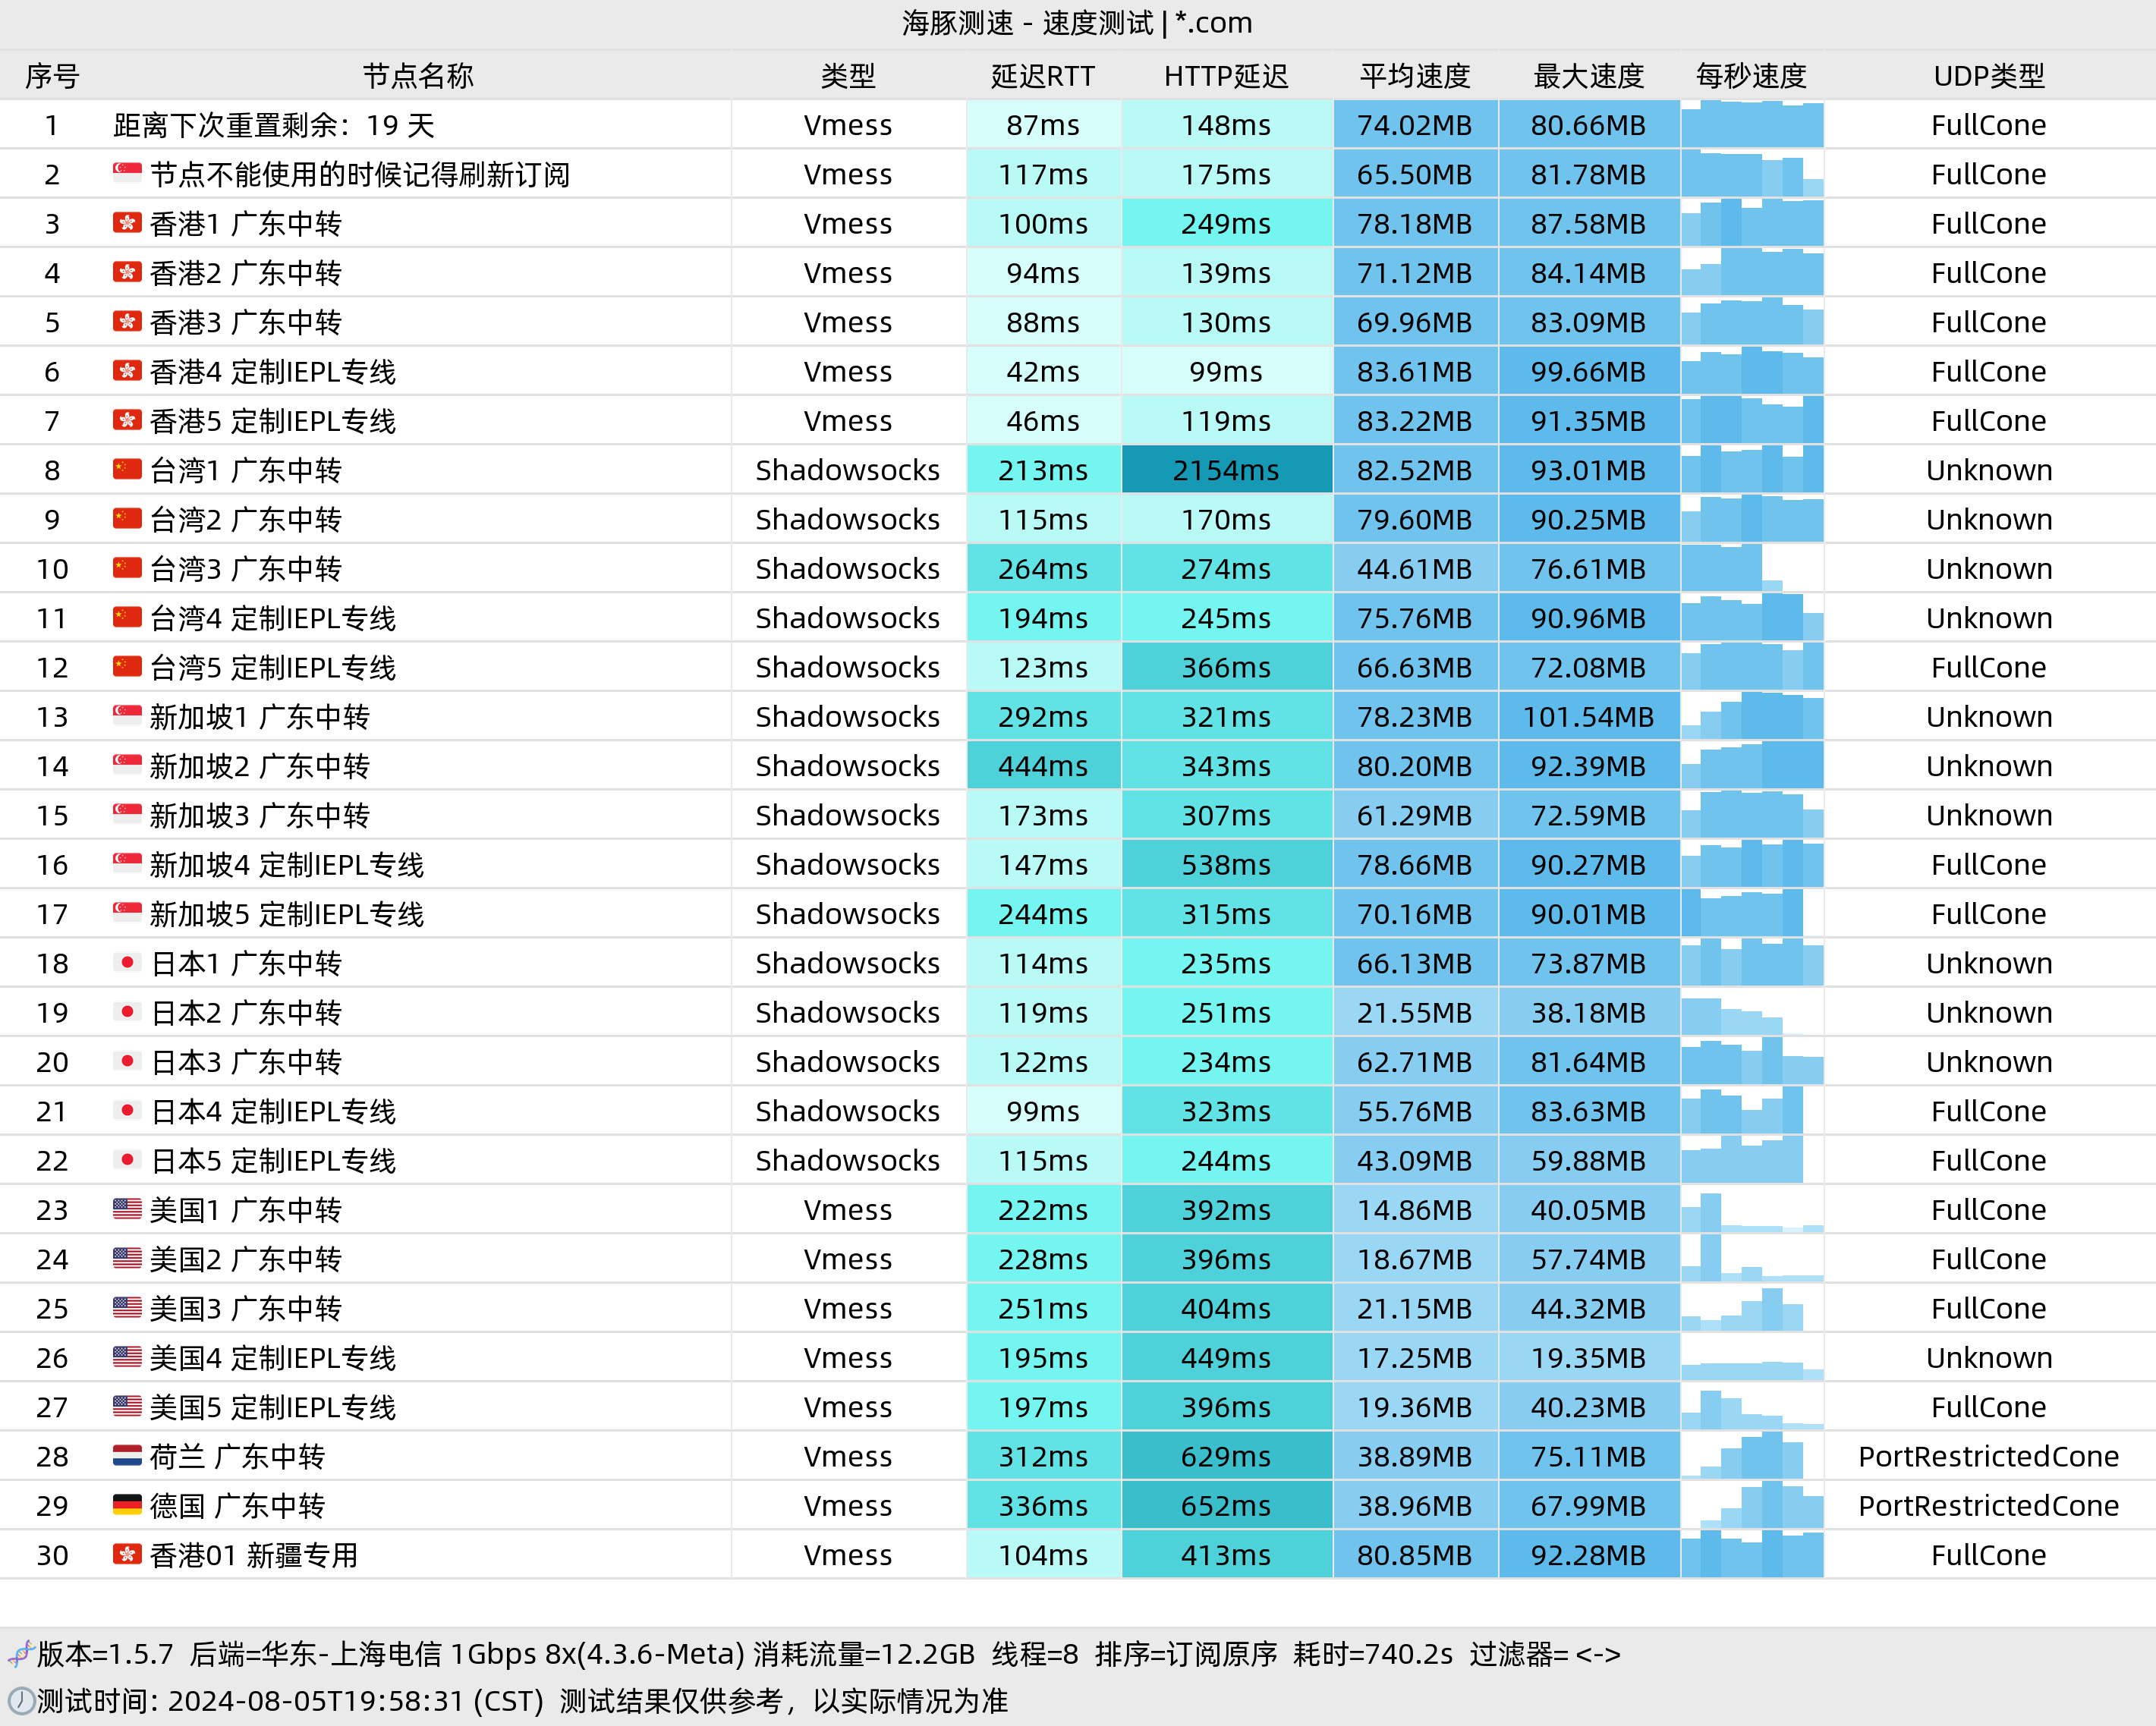 海豚测速 - 速度测试 | *.com
序号 节点名称 类型 延迟RTT HTTP延迟 平均速度 最大速度 每秒速度 UDP类型
1 距离下次重置剩余：19 天 Vmess 87ms 148ms 74.02MB 80.66MB FullCone
2 节点不能使用的时候记得刷新订阅 Vmess 117ms 175ms 65.50MB 81.78MB FullCone
3 香港1 广东中转 Vmess 100ms 249ms 78.18MB 87.58MB FullCone
4 香港2 广东中转 Vmess 94ms 139ms 71.12MB 84.14MB FullCone
5 香港3 广东中转 Vmess 88ms 130ms 69.96MB 83.09MB FullCone
6 香港4 定制IEPL专线 Vmess 42ms 99ms 83.61MB 99.66MB FullCone
7 香港5 定制IEPL专线 Vmess 46ms 119ms 83.22MB 91.35MB FullCone
8 台湾1 广东中转 Shadowsocks 213ms 2154ms 82.52MB 93.01MB Unknown
9 台湾2 广东中转 Shadowsocks 115ms 170ms 79.60MB 90.25MB Unknown
10 台湾3 广东中转 Shadowsocks 264ms 274ms 44.61MB 76.61MB Unknown
11 台湾4 定制IEPL专线 Shadowsocks 194ms 245ms 75.76MB 90.96MB Unknown
12 台湾5 定制IEPL专线 Shadowsocks 123ms 366ms 66.63MB 72.08MB FullCone
13 新加坡1 广东中转 Shadowsocks 292ms 321ms 78.23MB 101.54MB Unknown
14 新加坡2 广东中转 Shadowsocks 444ms 343ms 80.20MB 92.39MB Unknown
15 新加坡3 广东中转 Shadowsocks 173ms 307ms 61.29MB 72.59MB Unknown
16 新加坡4 定制IEPL专线 Shadowsocks 147ms 538ms 78.66MB 90.27MB FullCone
17 新加坡5 定制IEPL专线 Shadowsocks 244ms 315ms 70.16MB 90.01MB FullCone
18 日本1 广东中转 Shadowsocks 114ms 235ms 66.13MB 73.87MB Unknown
19 日本2 广东中转 Shadowsocks 119ms 251ms 21.55MB 38.18MB Unknown
20 日本3 广东中转 Shadowsocks 122ms 234ms 62.71MB 81.64MB Unknown
21 日本4 定制IEPL专线 Shadowsocks 99ms 323ms 55.76MB 83.63MB FullCone
22 日本5 定制IEPL专线 Shadowsocks 115ms 244ms 43.09MB 59.88MB FullCone
23 美国1 广东中转 Vmess 222ms 392ms 14.86MB 40.05MB FullCone
24 美国2 广东中转 Vmess 228ms 396ms 18.67MB 57.74MB FullCone
25 美国3 广东中转 Vmess 251ms 404ms 21.15MB 44.32MB FullCone
26 美国4 定制IEPL专线 Vmess 195ms 449ms 17.25MB 19.35MB Unknown
27 美国5 定制IEPL专线 Vmess 197ms 396ms 19.36MB 40.23MB FullCone
28 荷兰 广东中转 Vmess 312ms 629ms 38.89MB 75.11MB PortRestrictedCone
29 德国 广东中转 Vmess 336ms 652ms 38.96MB 67.99MB PortRestrictedCone
30 香港01 新疆专用 Vmess 104ms 413ms 80.85MB 92.28MB FullCone
版本=1.5.7 后端=华东-上海电信 1Gbps 8x(4.3.6-Meta) 消耗流量=12.2GB 线程=8 排序=订阅原序 耗时=740.2s 过滤器= <->
测试时间: 2024-08-05T19:58:31 (CST) 测试结果仅供参考，以实际情况为准